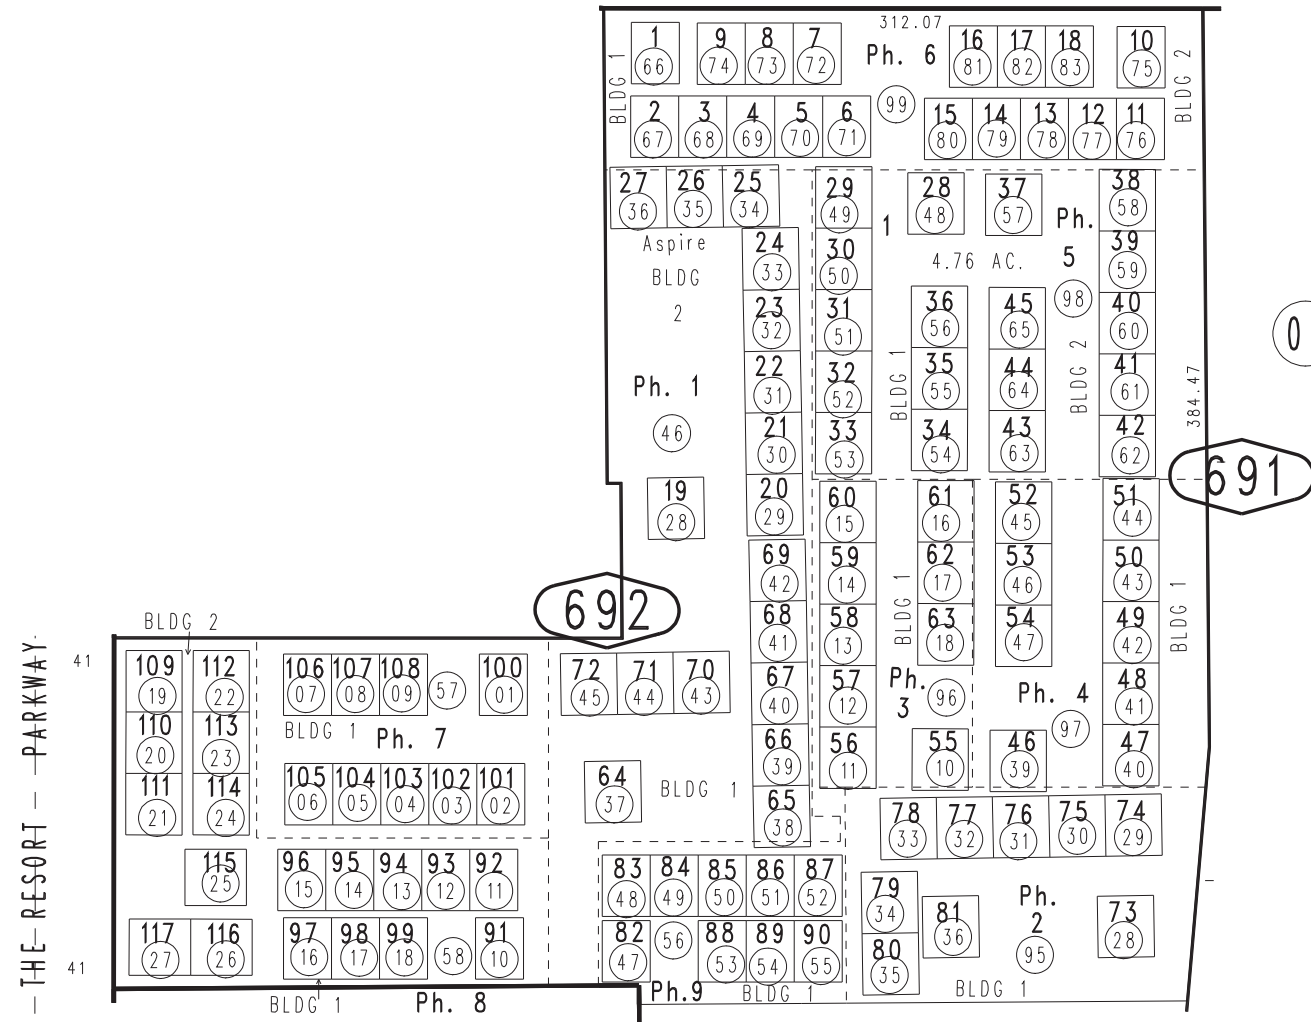 312.07
1 9 8 7 Ph. 6 16 17 18 10
66 74 73 72 81 82 83 75
BLDG 1
BLDG 2
99
2 3 4 5 6 15 14 13 12 11
67 68 69 70 71 80 79 78 77 76
27 26 25 29 28 37 38
36 35 34 49 48 57 58
1
Ph. 5
Aspire
BLDG
2
24 30 39
33 50 59
4.76 AC.
98
23 31 36 45 40
32 51 56 65 60
0
22 32 35 44 41
31 52 55 64 61
BLDG 1
BLDG 2
384.47
Ph. 1
46
21 33 34 43 42
30 53 54 63 62
691
19 20 60 61 52 51
28 29 15 16 45 44
69 59 62 53 50
42 14 17 46 43
BLDG 1
BLDG 1
692
68 58 63 54 49
41 13 18 47 42
BLDG 2
THE RESORT PARKWAY
41
109 112 106 107 108 57 100 72 71 70 67 57 48
19 22 07 08 09 01 45 44 43 40 12 41
Ph. 3
96
Ph. 4
97
110 113
20 23
BLDG 1 Ph. 7
66 56 55 46 47
39 11 10 39 40
111 114 105 104 103 102 101 64
21 24 06 05 04 03 02 37
BLDG 1
65
38
78 77 76 75 74
33 32 31 30 29
115 96 95 94 93 92 83 84 85 86 87
25 15 14 13 12 11 48 49 50 51 52
79 81 Ph. 2 73
34 36 95 28
117 116 97 98 99 58 91 82 56 88 89 90 80
27 26 16 17 18 10 47 53 54 55 35
41
BLDG 1 Ph. 8 Ph.9 BLDG 1 BLDG 1